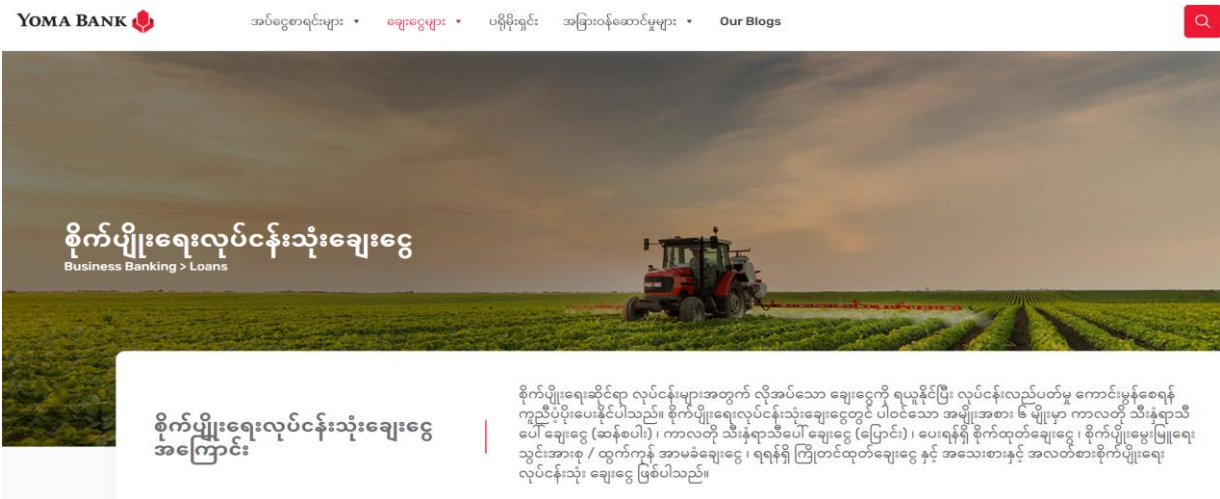 YOMA BANK
အပ်ငွေစာရင်းများ ချေးငွေများ ပရိုမိုးရှင်း အခြားဝန်ဆောင်မှုများ Our Blogs
စိုက်ပျိုးရေးလုပ်ငန်းသုံးချေးငွေ
Business Banking > Loans
စိုက်ပျိုးရေးလုပ်ငန်းသုံးချေးငွေ
အကြောင်း
စိုက်ပျိုးရေးဆိုင်ရာ လုပ်ငန်းများအတွက် လိုအပ်သော ချေးငွေကို ရယူနိုင်ပြီး လုပ်ငန်းလည်ပတ်မှု ကောင်းမွန်စေရန်
ကူညီပံ့ပိုးပေးနိုင်ပါသည်။ စိုက်ပျိုးရေးလုပ်ငန်းသုံးချေးငွေတွင် ပါဝင်သော အမျိုးအစား ၆ မျိုးမှာ ကာလတို သီးနှံရာသီ
ပေါ် ချေးငွေ (ဆန်စပါး) ၊ ကာလတို သီးနှံရာသီပေါ် ချေးငွေ (ပြောင်း) ၊ ပေးရန်ရှိ စိုက်ထုတ်ချေးငွေ ၊ စိုက်ပျိုးမွေးမြူရေး
သွင်းအားစု / ထွက်ကုန် အာမခံချေးငွေ ၊ ရရန်ရှိ ကြိုတင်ထုတ်ချေးငွေ နှင့် အသေးစားနှင့် အလတ်စားစိုက်ပျိုးရေး
လုပ်ငန်းသုံး ချေးငွေ ဖြစ်ပါသည်။